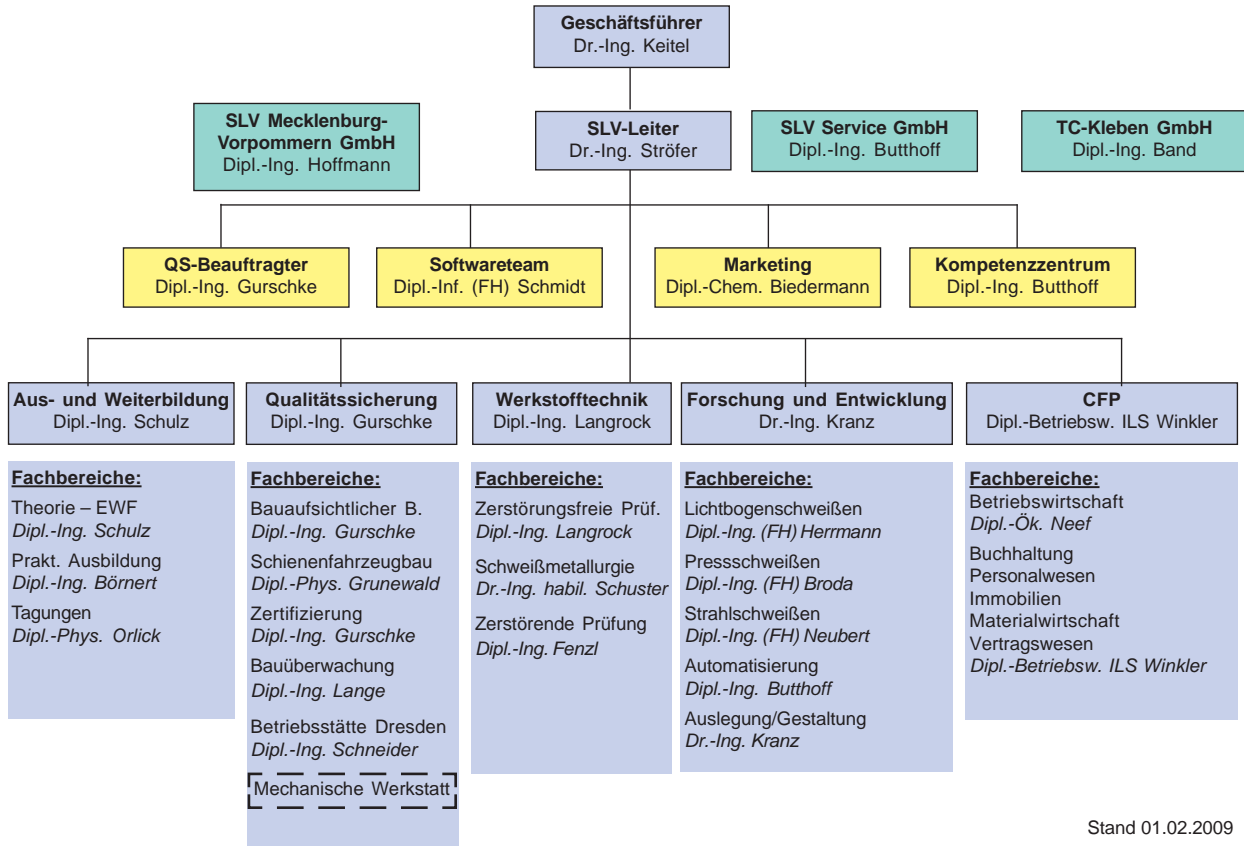 Geschäftsführer
Dr.-Ing. Keitel
SLV Mecklenburg-
Vorpommern GmbH
Dipl.-Ing. Hoffmann
SLV-Leiter
Dr.-Ing. Ströfer
SLV Service GmbH
Dipl.-Ing. Butthoff
TC-Kleben GmbH
Dipl.-Ing. Band
QS-Beauftragter
Dipl.-Ing. Gurschke
Softwareteam
Dipl.-Inf. (FH) Schmidt
Marketing
Dipl.-Chem. Biedermann
Kompetenzzentrum
Dipl.-Ing. Butthoff
Aus- und Weiterbildung
Dipl.-Ing. Schulz
Qualitätssicherung
Dipl.-Ing. Gurschke
Werkstofftechnik
Dipl.-Ing. Langrock
Forschung und Entwicklung
Dr.-Ing. Kranz
CFP
Dipl.-Betriebsw. ILS Winkler
Fachbereiche:
Theorie – EWF
Dipl.-Ing. Schulz
Prakt. Ausbildung
Dipl.-Ing. Börnert
Tagungen
Dipl.-Phys. Orlick
Fachbereiche:
Bauaufsichtlicher B.
Dipl.-Ing. Gurschke
Schienenfahrzeugbau
Dipl.-Phys. Grunewald
Zertifizierung
Dipl.-Ing. Gurschke
Bauüberwachung
Dipl.-Ing. Lange
Betriebsstätte Dresden
Dipl.-Ing. Schneider
Mechanische Werkstatt
Fachbereiche:
Zerstörungsfreie Prüf.
Dipl.-Ing. Langrock
Schweißmetallurgie
Dr.-Ing. habil. Schuster
Zerstörende Prüfung
Dipl.-Ing. Fenzl
Fachbereiche:
Lichtbogenschweißen
Dipl.-Ing. (FH) Herrmann
Pressschweißen
Dipl.-Ing. (FH) Broda
Strahlschweißen
Dipl.-Ing. (FH) Neubert
Automatisierung
Dipl.-Ing. Butthoff
Auslegung/Gestaltung
Dr.-Ing. Kranz
Fachbereiche:
Betriebswirtschaft
Dipl.-Ök. Neef
Buchhaltung
Personalwesen
Immobilien
Materialwirtschaft
Vertragswesen
Dipl.-Betriebsw. ILS Winkler
Stand 01.02.2009